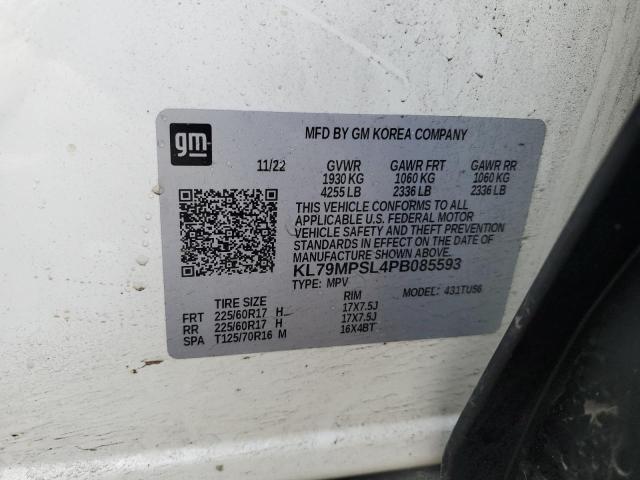 gm
MFD BY GM KOREA COMPANY
11/22 GVWR GAWR FRT GAWR RR
1930 KG 1060 KG 1060 KG
4255 LB 2336 LB 2336 LB
THIS VEHICLE CONFORMS TO ALL
APPLICABLE U.S. FEDERAL MOTOR
VEHICLE SAFETY AND THEFT PREVENTION
STANDARDS IN EFFECT ON THE DATE OF
MANUFACTURE SHOWN ABOVE.
KL79MPSL4PB085593
TYPE: MPV MODEL: 431TUS6
TIRE SIZE RIM
FRT 225/60R17 H 17X7.5J
RR 225/60R17 H 17X7.5J
SPA T125/70R16 M 16X4BT